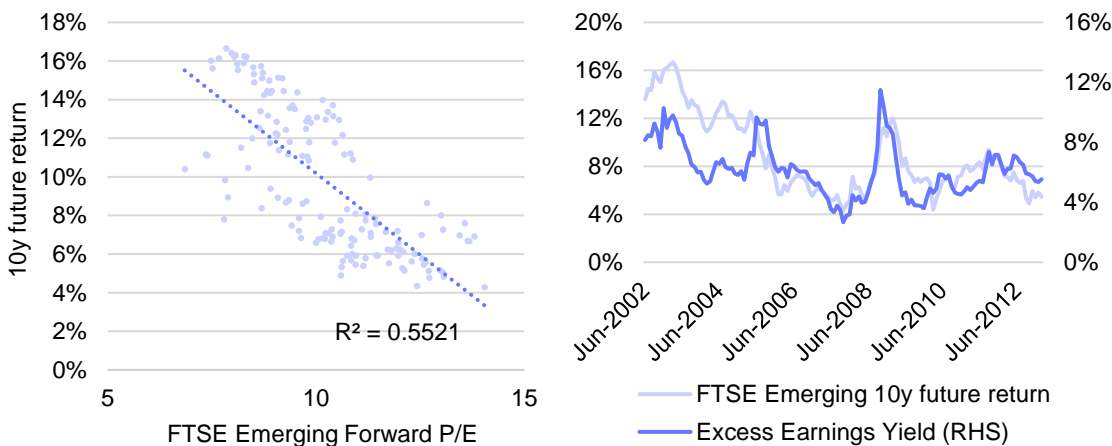 18%
16%
14%
12%
10%
8%
6%
4%
2%
0%
10y future return
R² = 0.5521
5
10
15
FTSE Emerging Forward P/E
20%
16%
12%
8%
4%
0%
16%
12%
8%
4%
0%
Jun-2002
Jun-2004
Jun-2006
Jun-2008
Jun-2010
Jun-2012
FTSE Emerging 10y future return
Excess Earnings Yield (RHS)